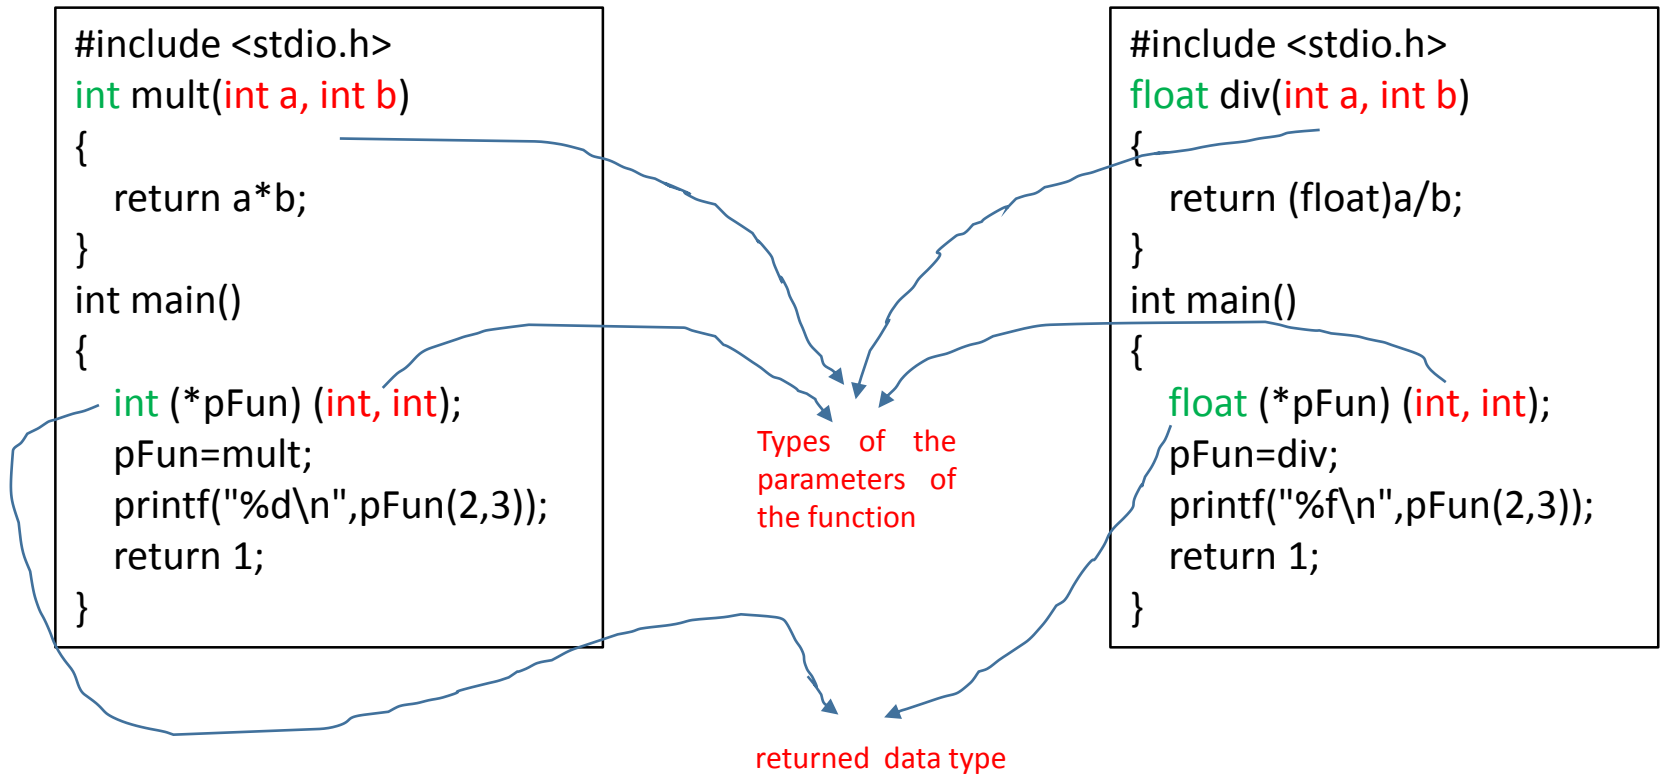 #include <stdio.h>
int mult(int a, int b)
{
return a*b;
}
int main()
{
int (*pFun) (int, int);
pFun=mult;
printf("%d\n",pFun(2,3));
return 1;
}
Types of the
parameters of
the function
returned data type
#include <stdio.h>
float div(int a, int b)
{
return (float)a/b;
}
int main()
{
float (*pFun) (int, int);
pFun=div;
printf("%f\n",pFun(2,3));
return 1;
}